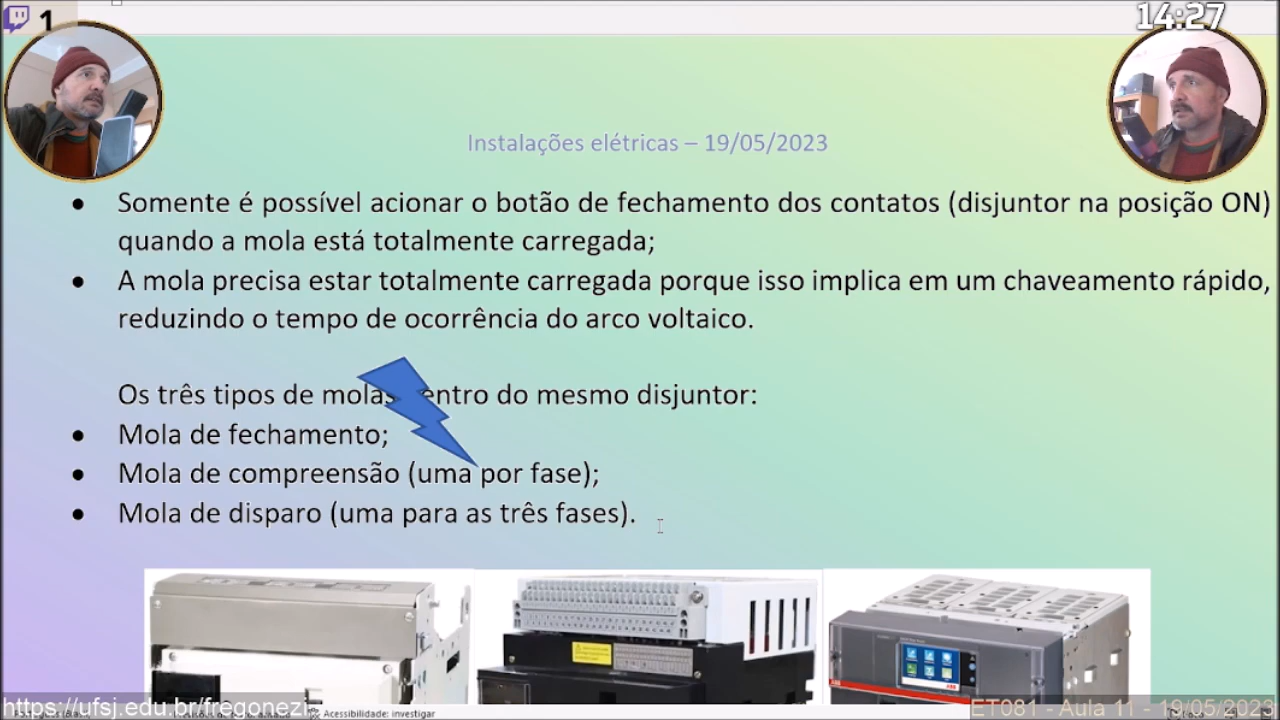 1
14:27
Instalações elétricas – 19/05/2023
Somente é possível acionar o botão de fechamento dos contatos (disjuntor na posição ON)
quando a mola está totalmente carregada;
A mola precisa estar totalmente carregada porque isso implica em um chaveamento rápido,
reduzindo o tempo de ocorrência do arco voltaico.
Os três tipos de molas dentro do mesmo disjuntor:
Mola de fechamento;
Mola de compreensão (uma por fase);
Mola de disparo (uma para as três fases).
ABB
https://ufsj.edu.br/fregonezi
Acessibilidade: investigar
ET081 - Aula 11 - 19/05/2023